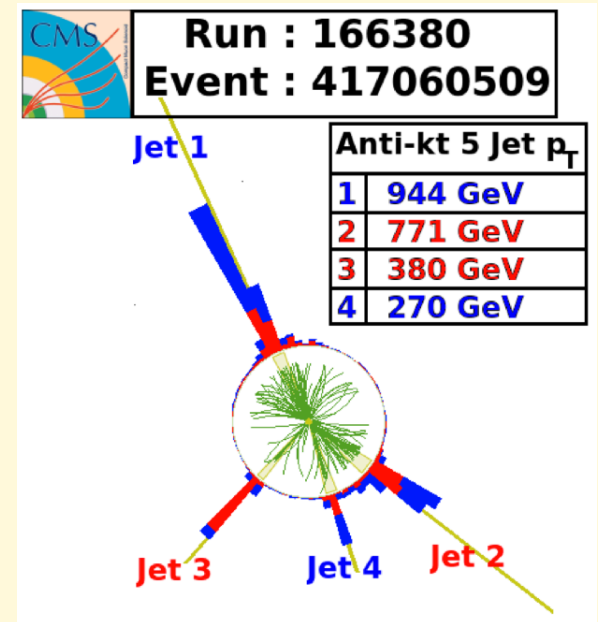 CMS
Run : 166380
Event : 417060509
Jet 1
Anti-kt 5 Jet pT
1 944 GeV
2 771 GeV
3 380 GeV
4 270 GeV
Jet 2
Jet 3
Jet 4